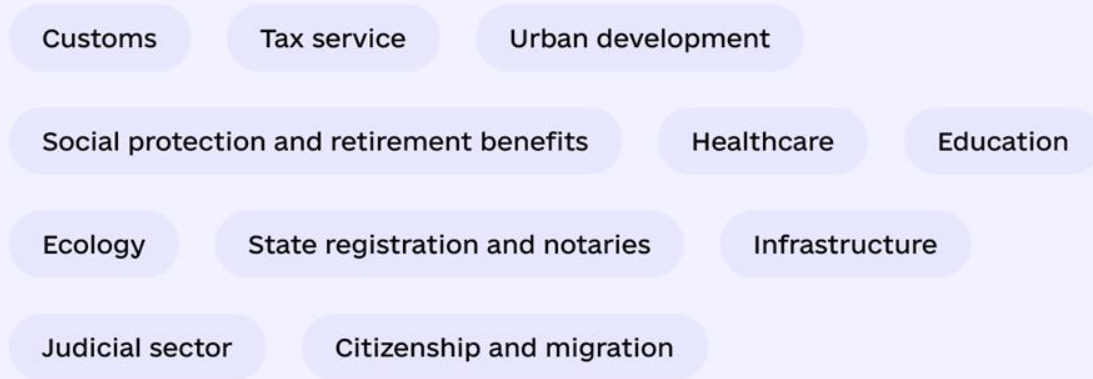 Customs Tax service Urban development
Social protection and retirement benefits Healthcare Education
Ecology State registration and notaries Infrastructure
Judicial sector Citizenship and migration